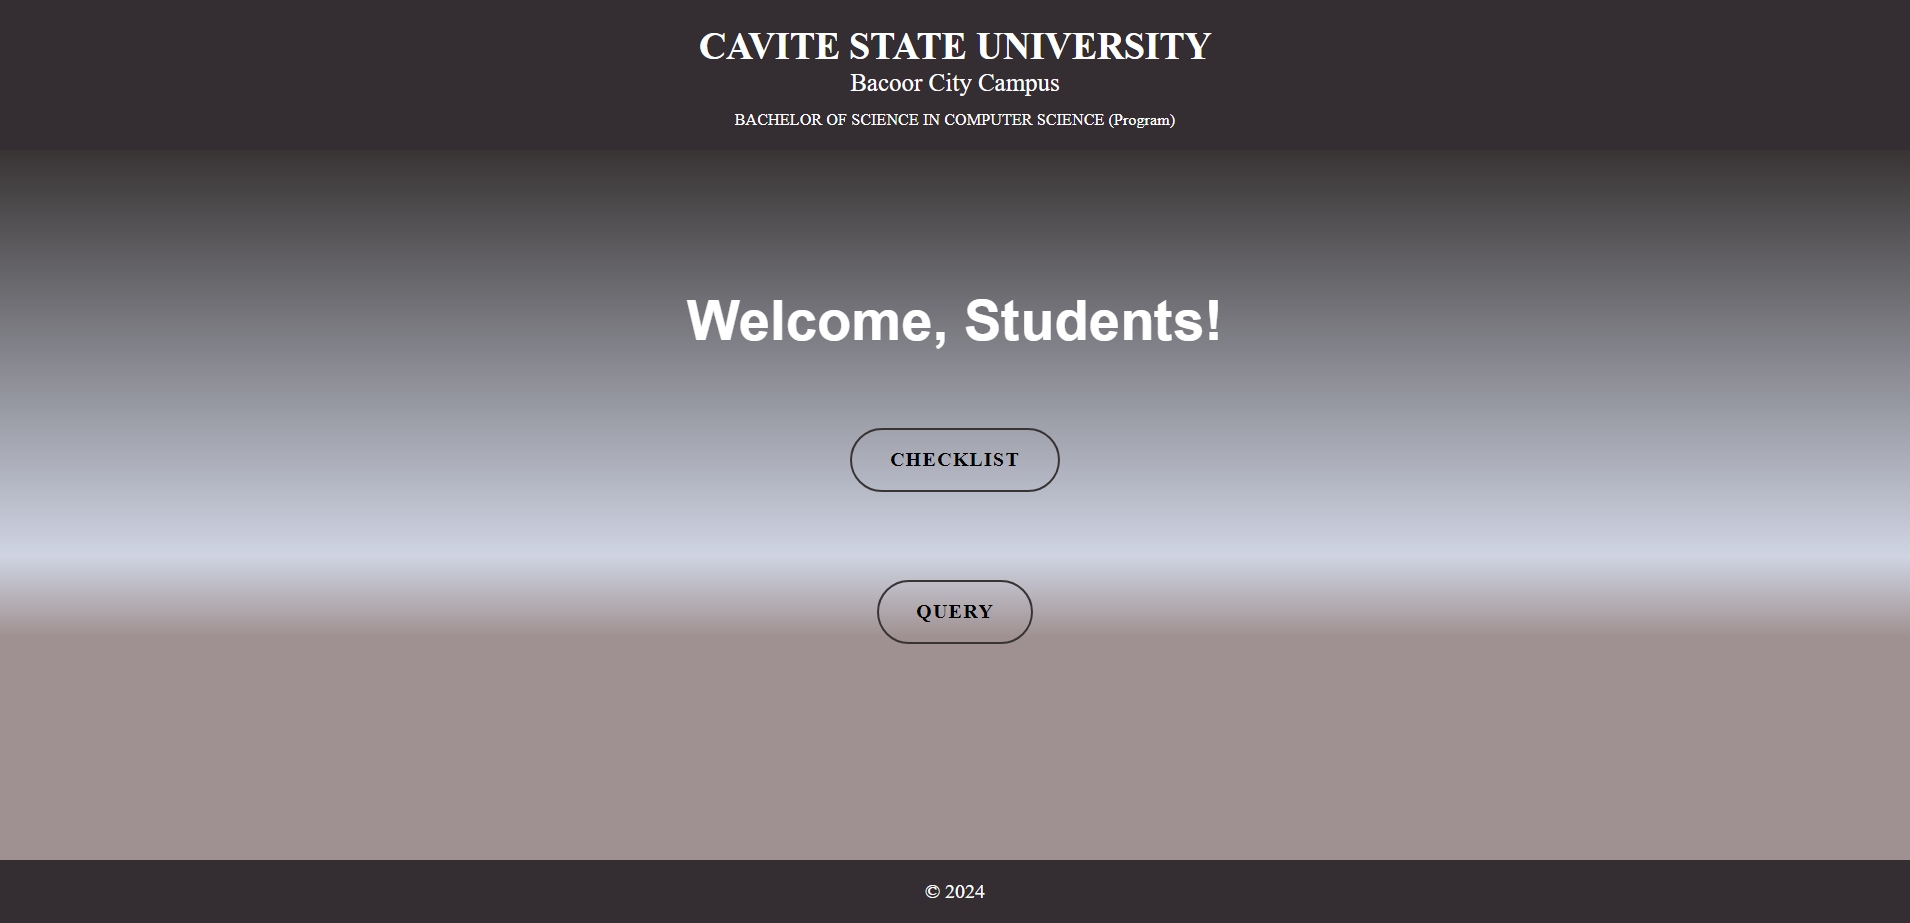 CAVITE STATE UNIVERSITY
Bacoor City Campus
BACHELOR OF SCIENCE IN COMPUTER SCIENCE (Program)
Welcome, Students!
CHECKLIST
QUERY
© 2024